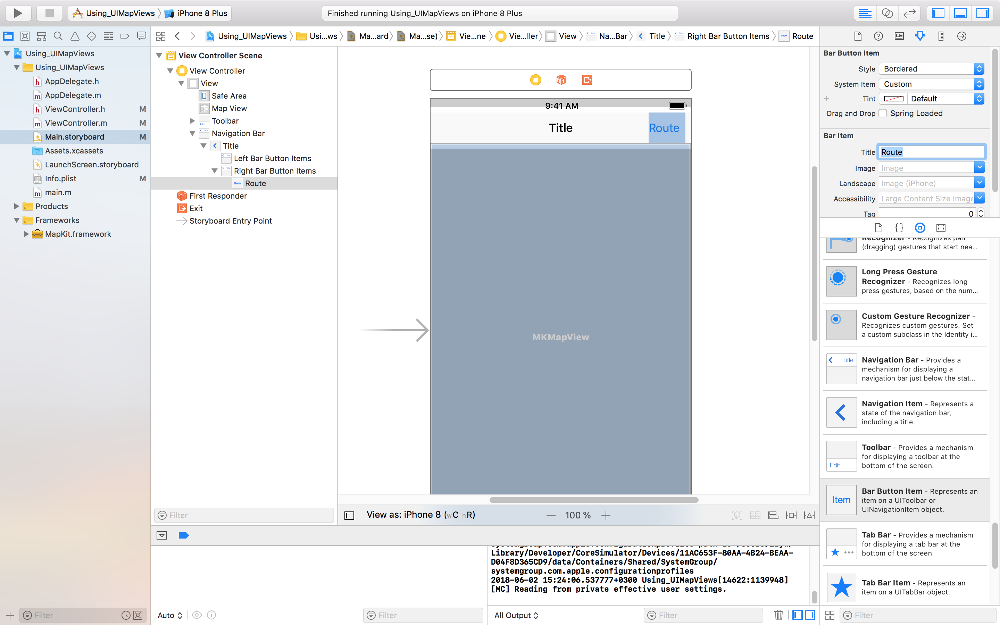 Using_UIMapViews
iPhone 8 Plus
Finished running Using_UIMapViews on iPhone 8 Plus
Using_UIMapViews
Usi...ws
Ma...ard
Ma...se)
Vie...ne
Vie...ller
View
Na...Bar
Title
Right Bar Button Items
Item
Route
Using_UIMapViews
Using_UIMapViews
h AppDelegate.h
m AppDelegate.m
h ViewController.h M
m ViewController.m M
Main.storyboard M
Assets.xcassets
LaunchScreen.storyboard
Info.plist M
m main.m
Products
Frameworks
MapKit.framework
Filter
View Controller Scene
View Controller
View
Safe Area
Map View
Edit Toolbar
Navigation Bar
Title
Left Bar Button Items
Right Bar Button Items
Item Route
First Responder
Exit
Storyboard Entry Point
Filter
9:41 AM
Title
Route
MKMapView
View as: iPhone 8 (wC hR)
100 %
Library/Developer/CoreSimulator/Devices/11AC653F-80AA-4B24-BEAA-
D04F8D365CD9/data/Containers/Shared/SystemGroup/
systemgroup.com.apple.configurationprofiles
2018-06-02 15:24:06.537777+0300 Using_UIMapViews[14622:1139948]
[MC] Reading from private effective user settings.
Auto
Filter
All Output
Filter
Bar Button Item
Style Bordered
System Item Custom
Tint Default
Drag and Drop Spring Loaded
Bar Item
Title Route
Image Image
Landscape Image (iPhone)
Accessibility Large Content Size Image
Tag 0
Recognizer - Recognizes pan
(dragging) gestures that start nea...
Long Press Gesture
Recognizer - Recognizes long
press gestures, based on the num...
Custom Gesture Recognizer -
Recognizes custom gestures. Set
a custom subclass in the Identity i...
Title
Navigation Bar - Provides a
mechanism for displaying a
navigation bar just below the stat...
Navigation Item - Represents a
state of the navigation bar,
including a title.
Edit
Toolbar - Provides a mechanism
for displaying a toolbar at the
bottom of the screen.
Item
Bar Button Item - Represents an
item on a UIToolbar or
UINavigationItem object.
Tab Bar - Provides a mechanism
for displaying a tab bar at the
bottom of the screen.
Tab Bar Item - Represents an
item on a UITabBar object.
Filter